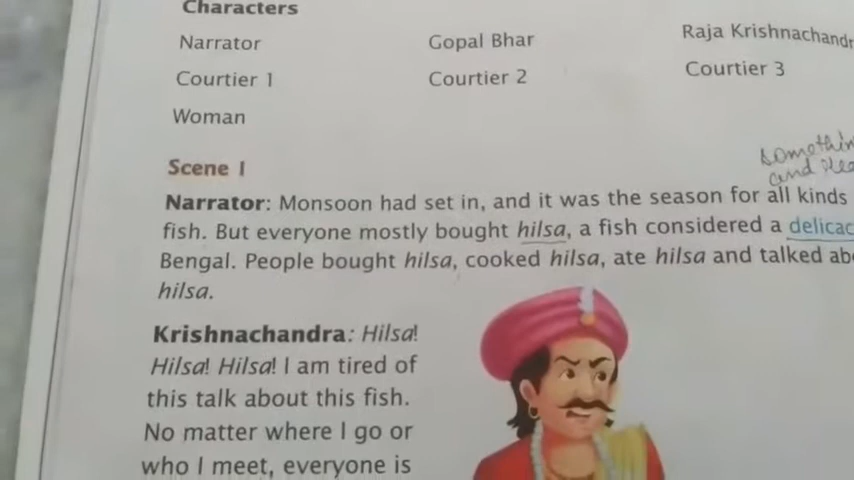 Characters
Narrator Gopal Bhar Raja Krishnachandr
Courtier 1 Courtier 2 Courtier 3
Woman
somethin
and
Scene 1
Narrator: Monsoon had set in, and it was the season for all kinds
fish. But everyone mostly bought hilsa, a fish considered a delicac
Bengal. People bought hilsa, cooked hilsa, ate hilsa and talked ab
hilsa.
Krishnachandra: Hilsa!
Hilsa! Hilsa! I am tired of
this talk about this fish.
No matter where I go or
who I meet, everyone is